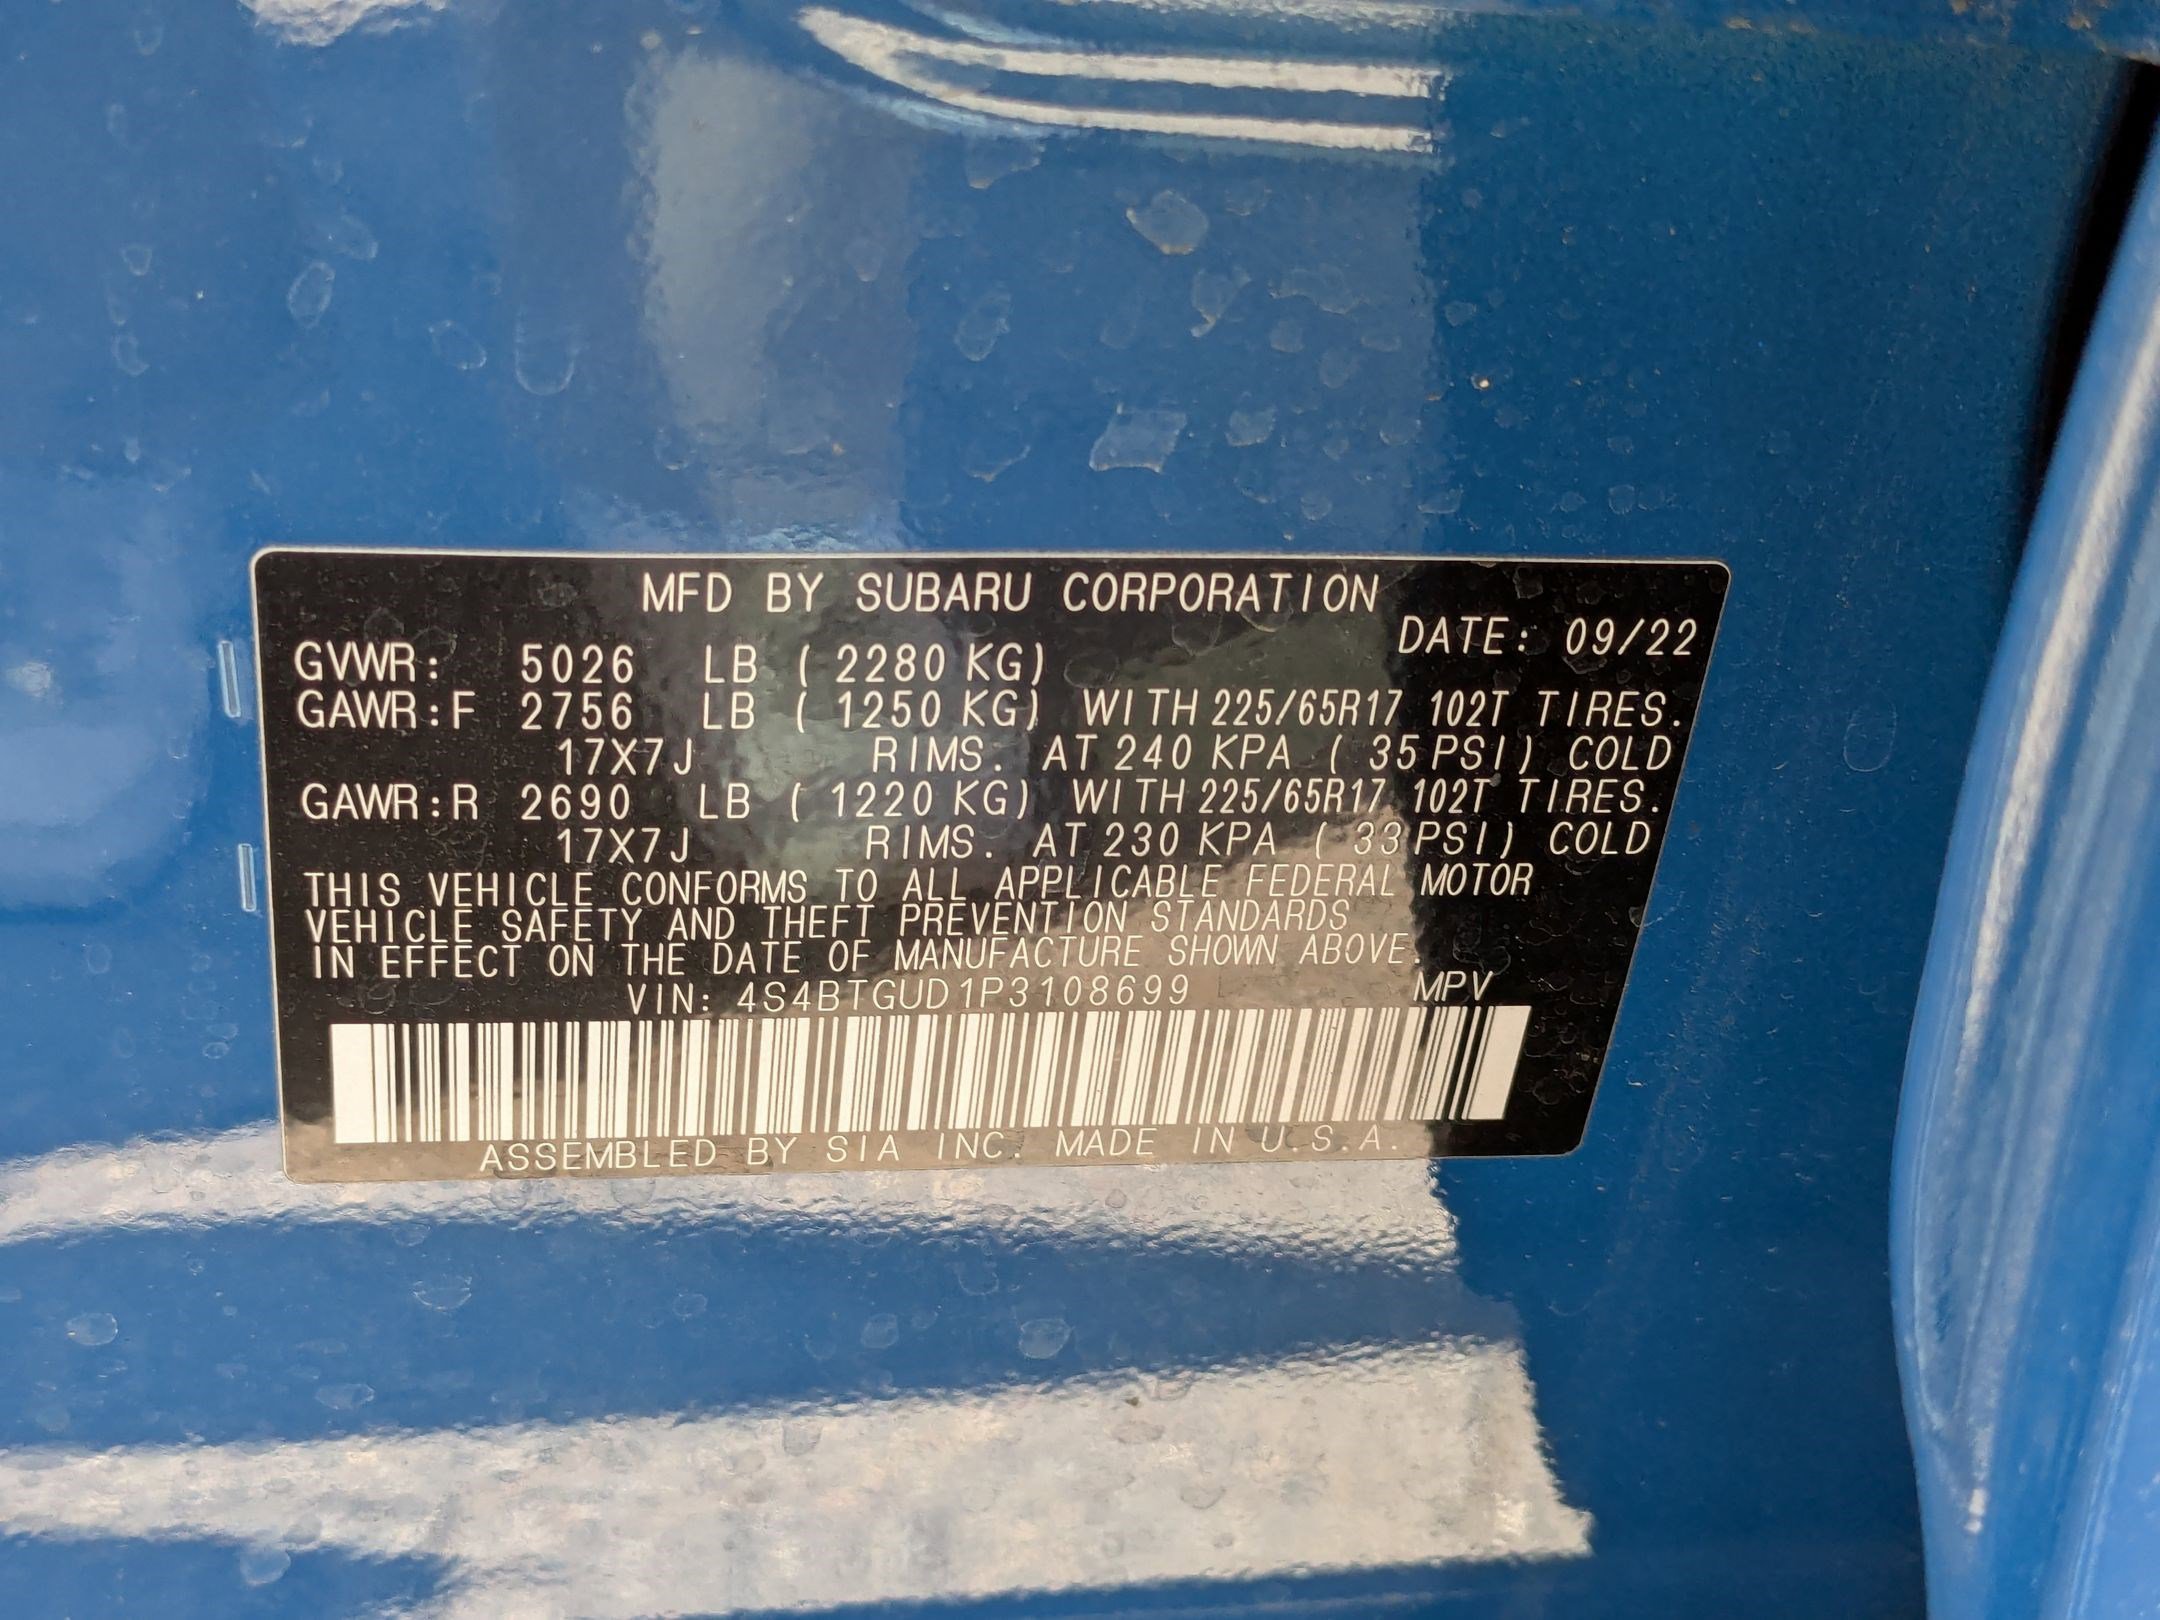 MFD BY SUBARU CORPORATION
DATE: 09/22
GVWR: 5026 LB ( 2280 KG)
GAWR:F 2756 LB ( 1250 KG) WITH 225/65R17 102T TIRES.
17X7J RIMS. AT 240 KPA ( 35 PSI) COLD
GAWR:R 2690 LB ( 1220 KG) WITH 225/65R17 102T TIRES.
17X7J RIMS. AT 230 KPA ( 33 PSI) COLD
THIS VEHICLE CONFORMS TO ALL APPLICABLE FEDERAL MOTOR
VEHICLE SAFETY AND THEFT PREVENTION STANDARDS
IN EFFECT ON THE DATE OF MANUFACTURE SHOWN ABOVE.
VIN: 4S4BTGUD1P3108699 MPV
ASSEMBLED BY SIA INC. MADE IN U.S.A.